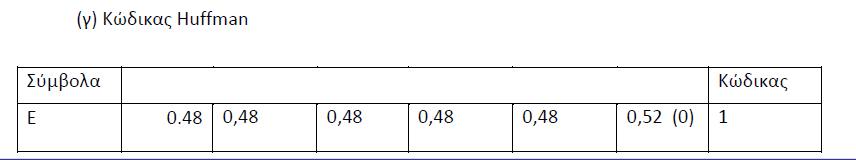 (γ) Κώδικας Huffman
Σύμβολα Κώδικας
E 0.48 0,48 0,48 0,48 0,48 0,52 (0) 1